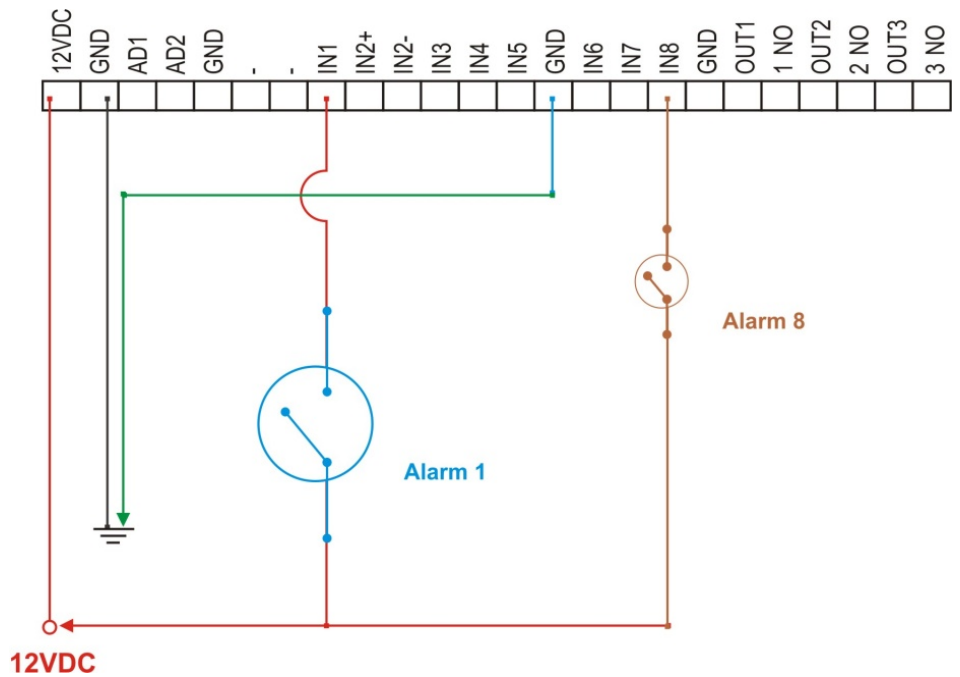 12VDC
GND
AD1
AD2
GND
-
-
IN1
IN2+
IN2-
IN3
IN4
IN5
GND
IN6
IN7
IN8
GND
OUT1
1 NO
OUT2
2 NO
OUT3
3 NO
Alarm 8
Alarm 1
12VDC